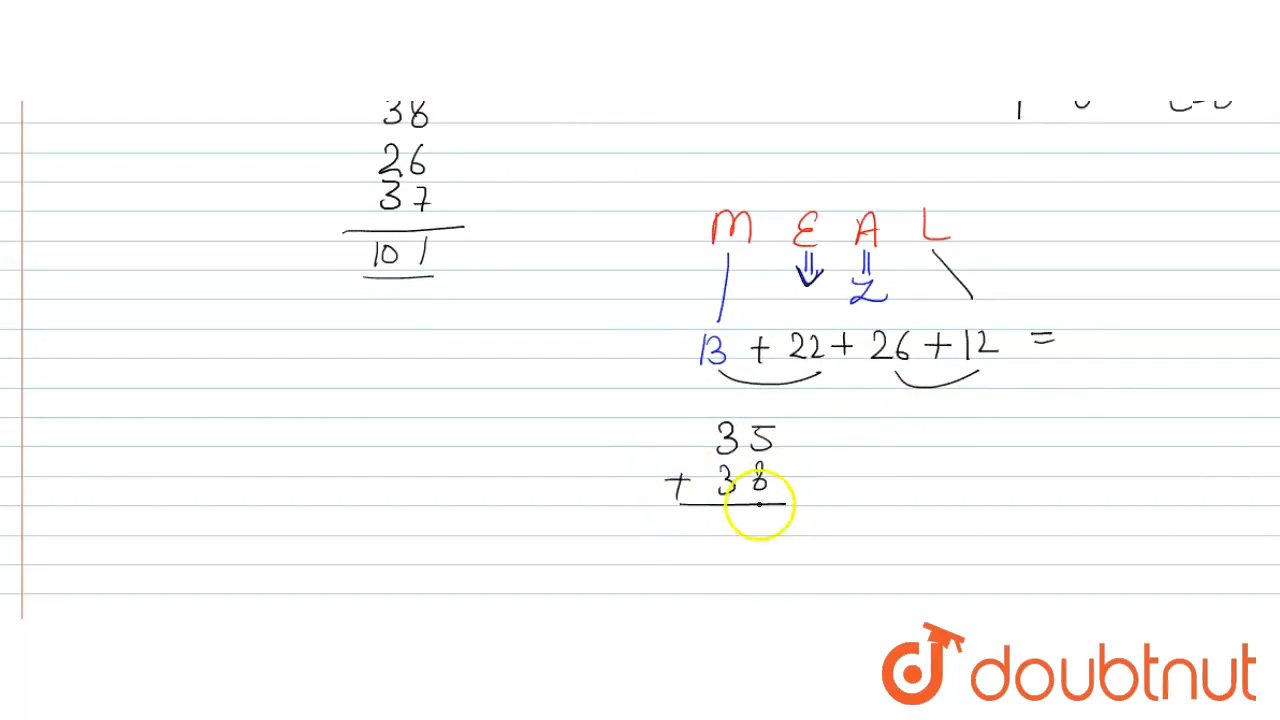 38
26
37
101
M E A L
Z
13 + 22 + 26 + 12 =
35
+ 38
doubtnut